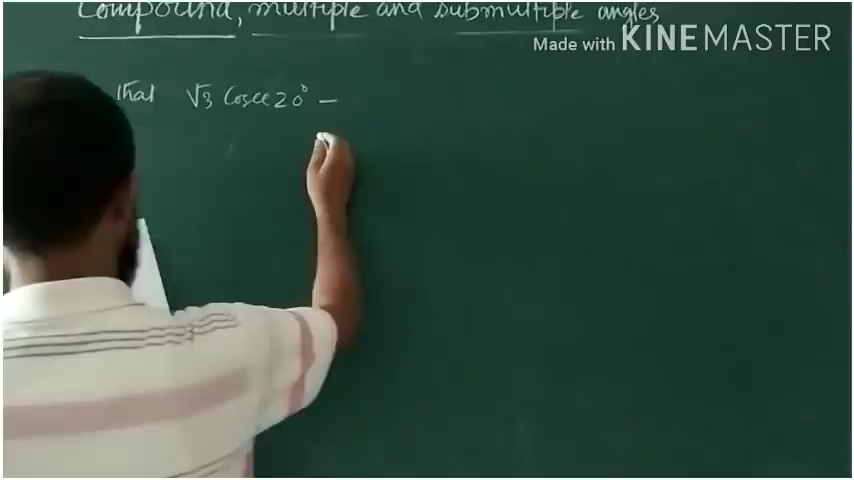 Compound, multiple and submultiple angles
Made with KINEMASTER
that √3 Cosec 20° −